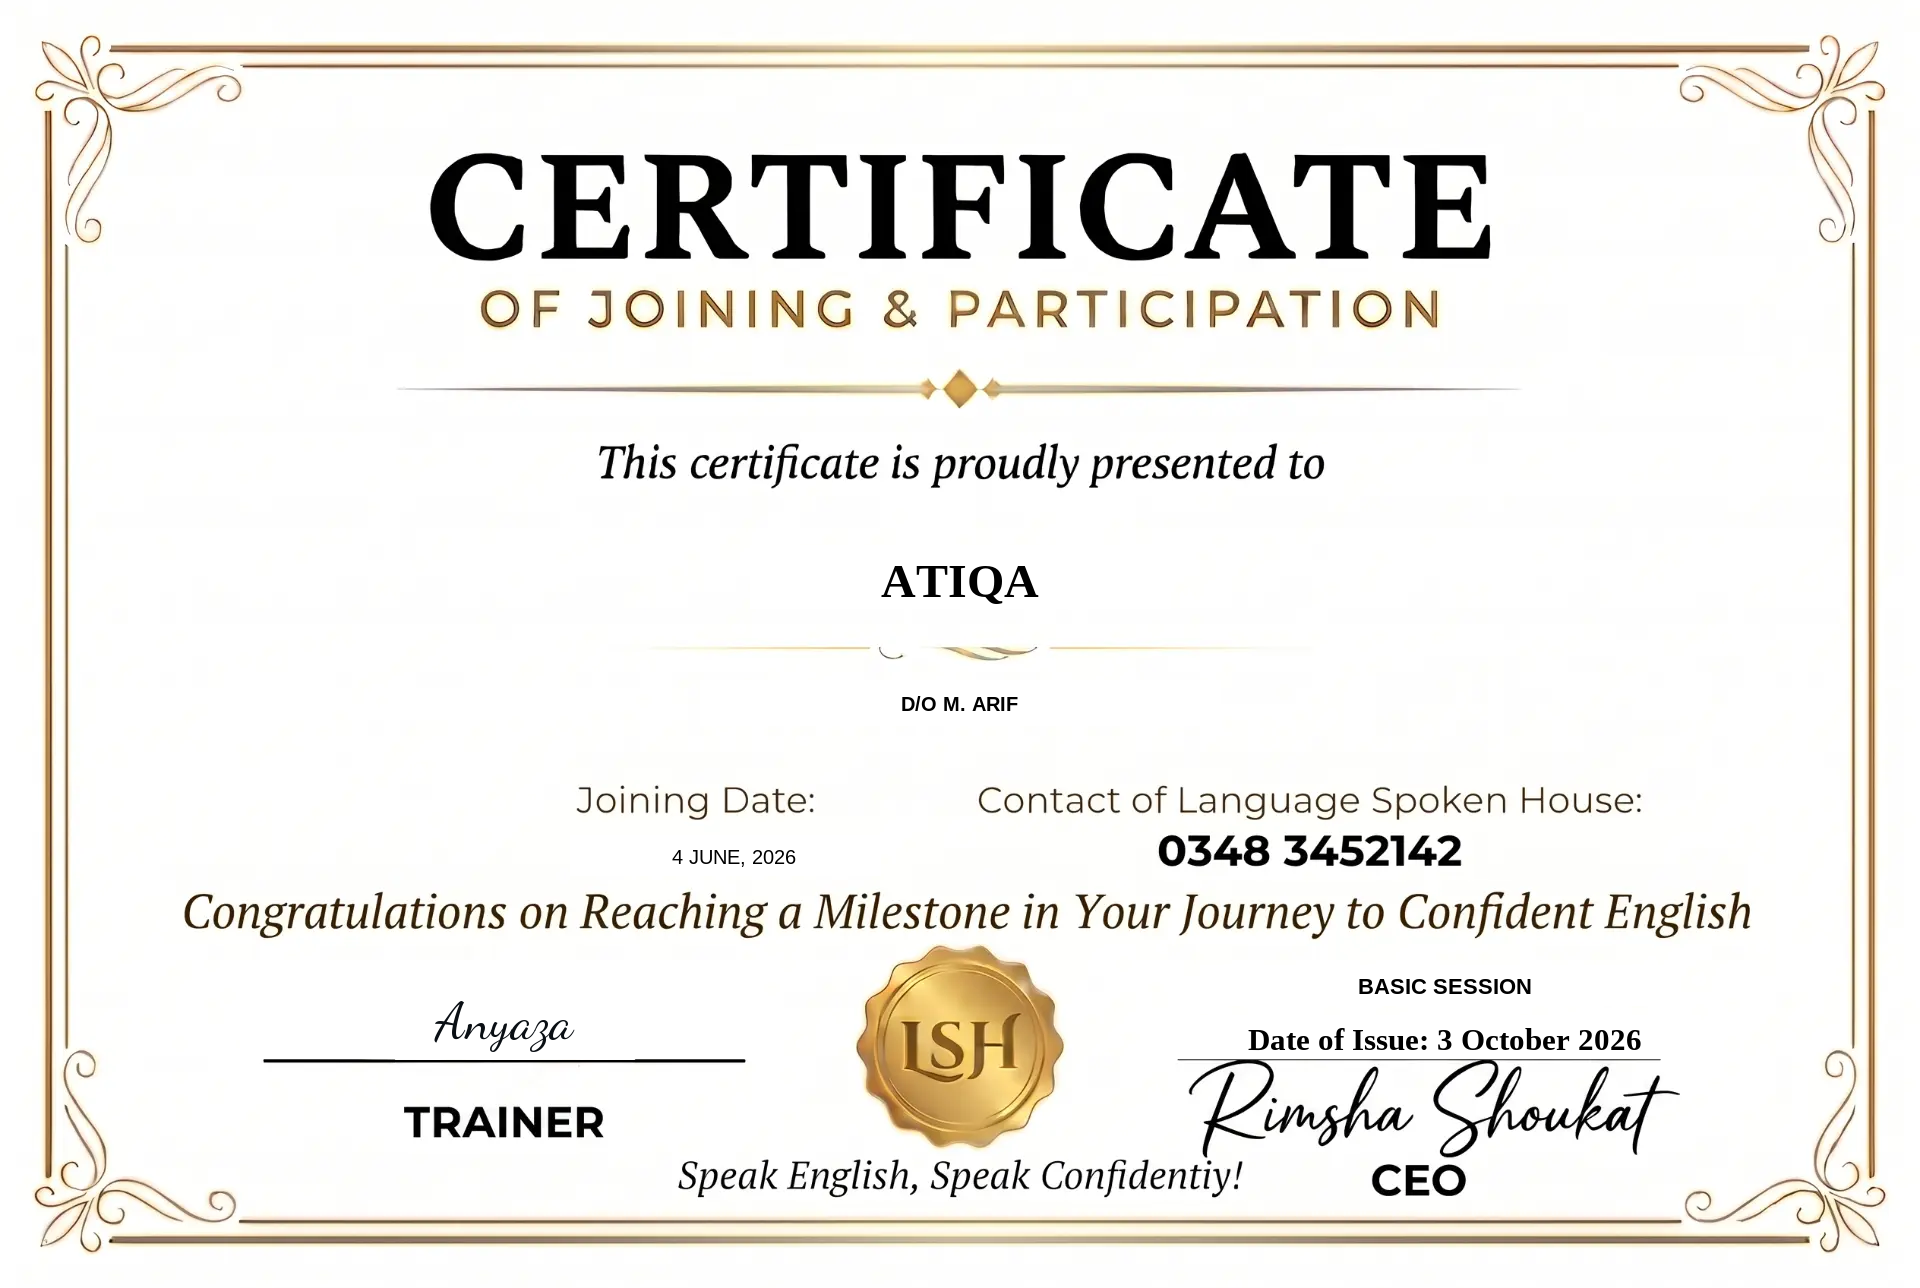 CERTIFICATE
OF JOINING & PARTICIPATION
This certificate is proudly presented to
ATIQA
D/O M. ARIF
Joining Date:
4 JUNE, 2026
Contact of Language Spoken House:
0348 3452142
Congratulations on Reaching a Milestone in Your Journey to Confident English
Anyaza
TRAINER
LSH
BASIC SESSION
Date of Issue: 3 October 2026
Rimsha Shoukat
CEO
Speak English, Speak Confidentiy!